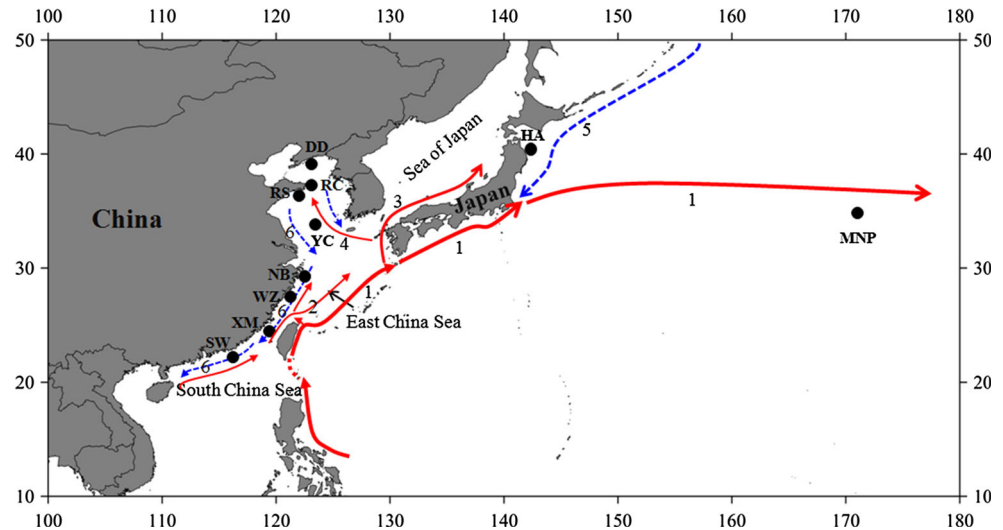 100 110 120 130 140 150 160 170 180
50 50
5
HA
40 40
DD
Sea of Japan
RS RC
3
Japan
China
1
MNP
6 YC 4
1
30 30
NB
WZ
1
6 2
East China Sea
XM
SW
6
20 South China Sea 20
10 10
100 110 120 130 140 150 160 170 180